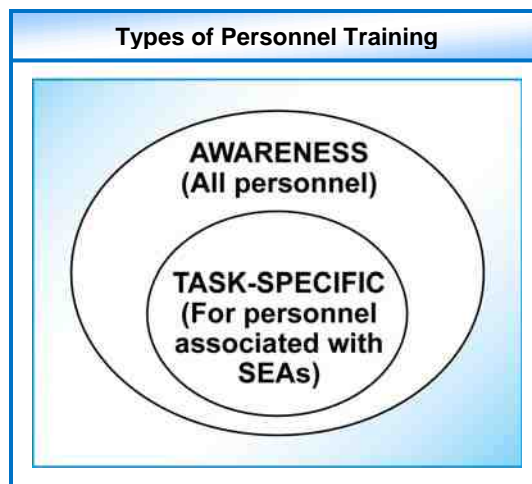 Types of Personnel Training
AWARENESS
(All personnel)
TASK-SPECIFIC
(For personnel
associated with
SEAs)